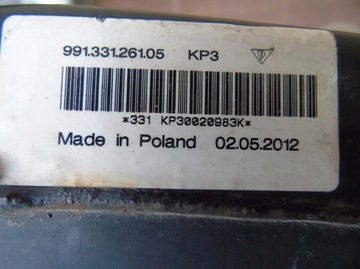 991.331.261.05 KP3
*331 KP30020983K*
Made in Poland 02.05.2012